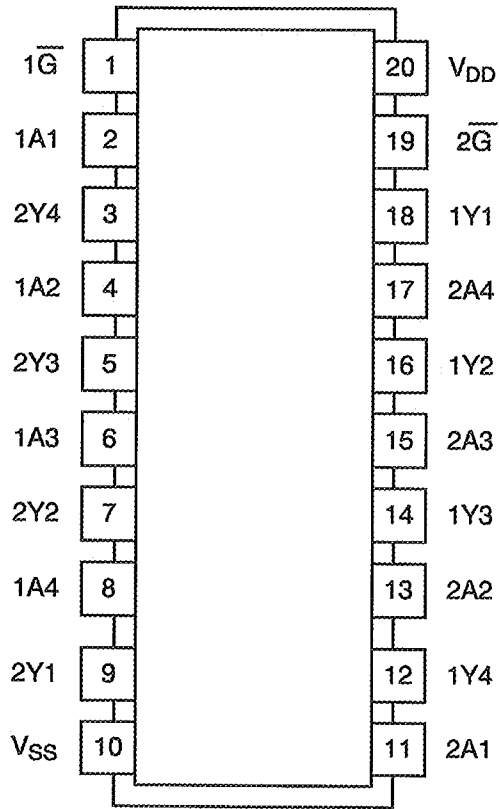 1G̅ 1 20 V_DD
1A1 2 19 2G̅
2Y4 3 18 1Y1
1A2 4 17 2A4
2Y3 5 16 1Y2
1A3 6 15 2A3
2Y2 7 14 1Y3
1A4 8 13 2A2
2Y1 9 12 1Y4
V_SS 10 11 2A1